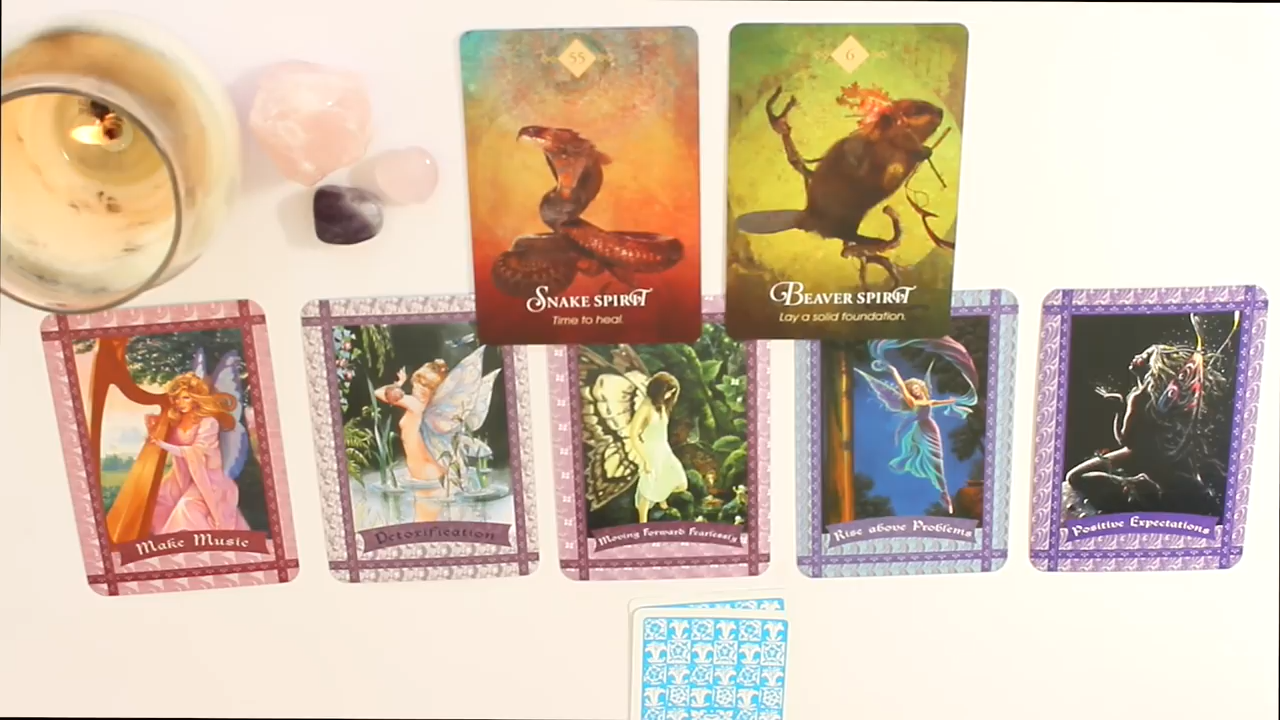 55
SNAKE SPIRIT
Time to heal.
6
BEAVER SPIRIT
Lay a solid foundation.
Make Music
Detoxification
Moving Forward Fearlessly
Rise above Problems
Positive Expectations